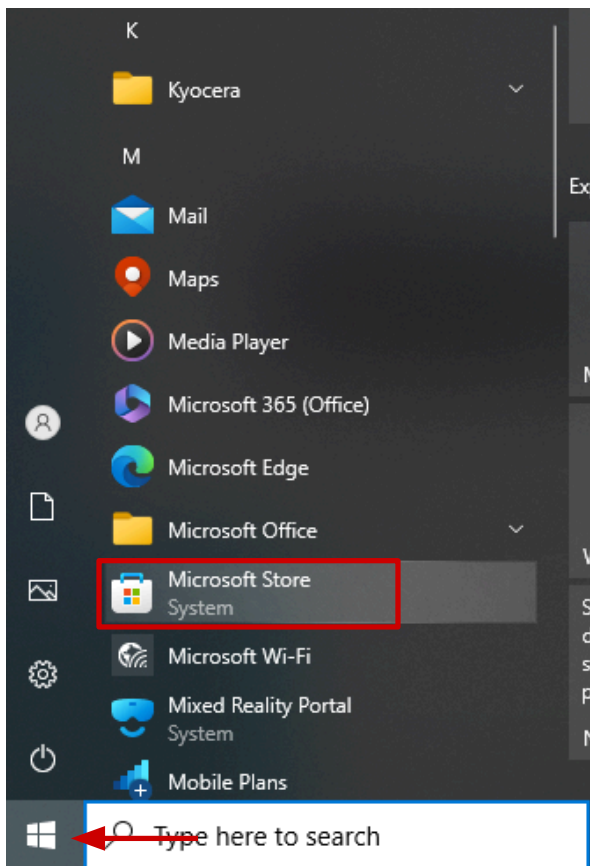 K
Kyocera
M
Mail
Maps
Media Player
Microsoft 365 (Office)
Microsoft Edge
Microsoft Office
Microsoft Store
System
Microsoft Wi-Fi
Mixed Reality Portal
System
Mobile Plans
Type here to search